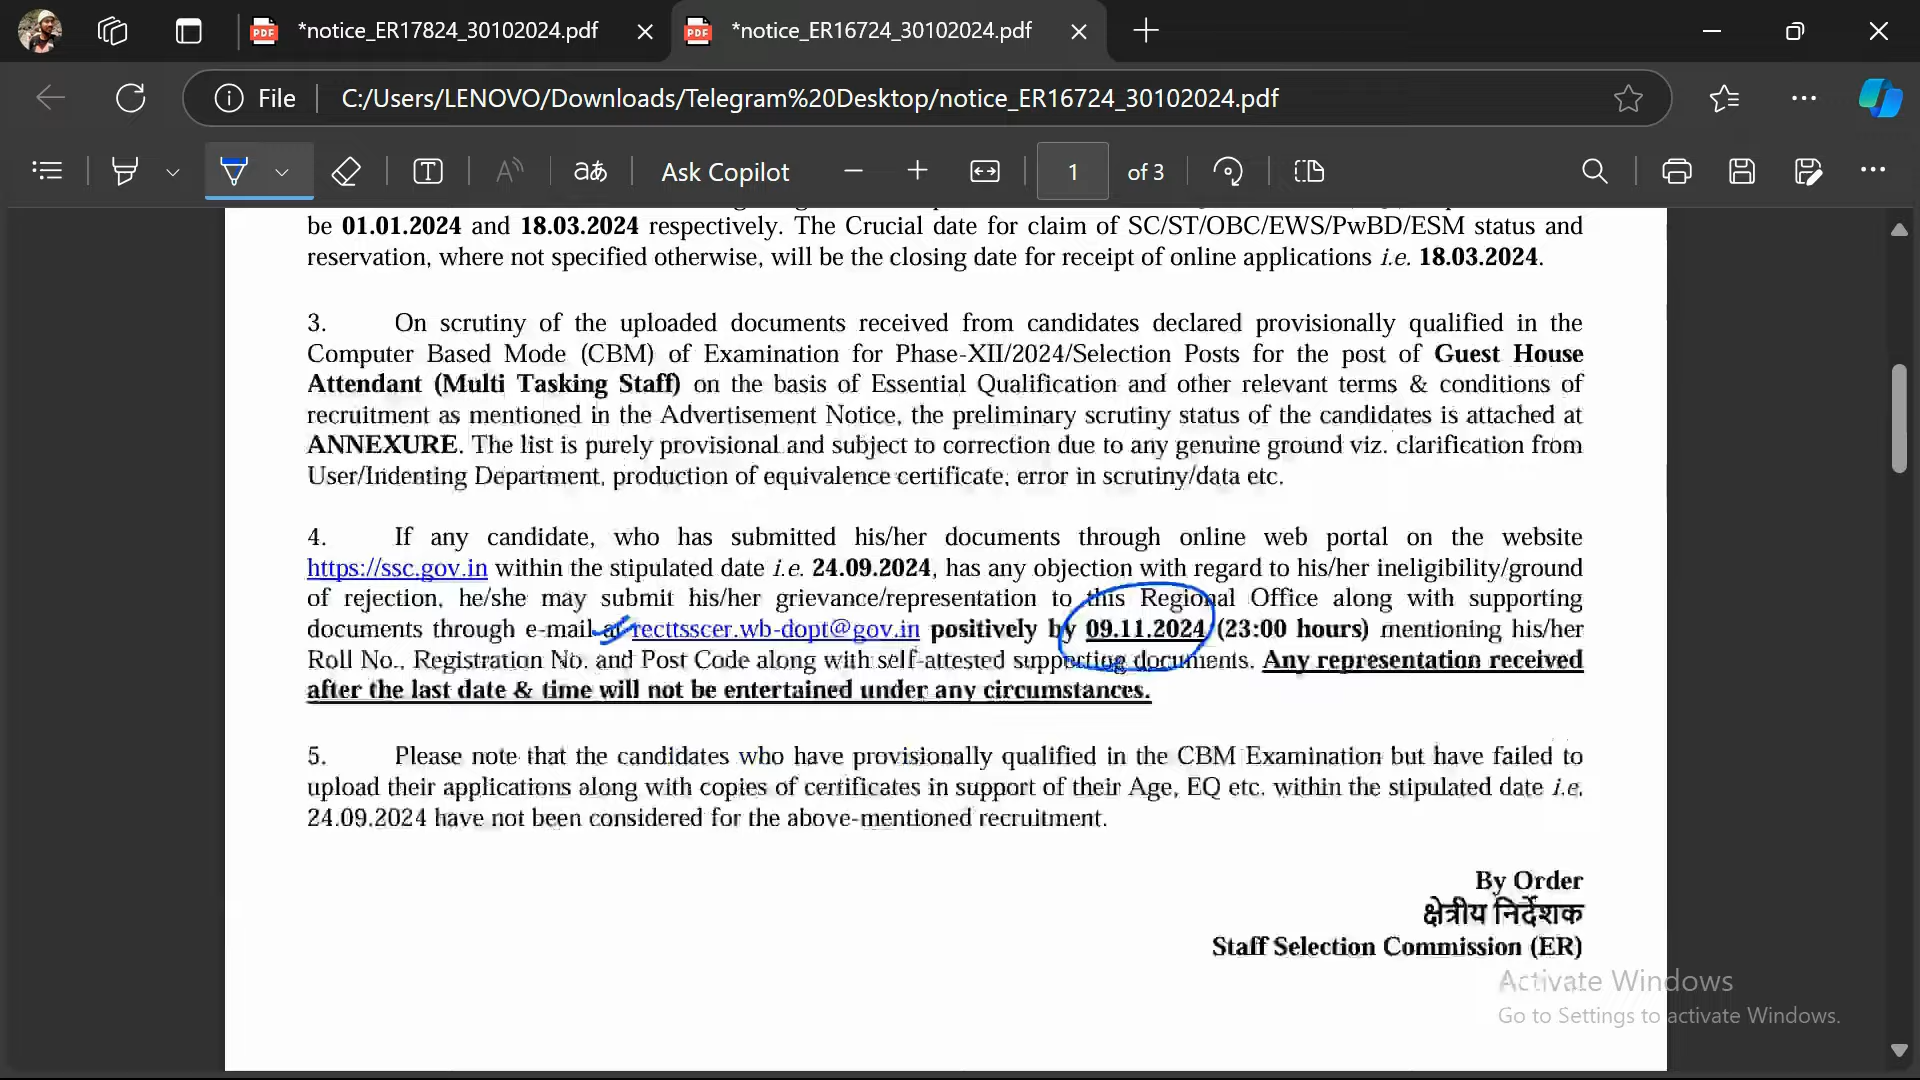 *notice_ER17824_30102024.pdf
*notice_ER16724_30102024.pdf
File
C:/Users/LENOVO/Downloads/Telegram%20Desktop/notice_ER16724_30102024.pdf
Ask Copilot
1
of 3
be 01.01.2024 and 18.03.2024 respectively. The Crucial date for claim of SC/ST/OBC/EWS/PwBD/ESM status and
reservation, where not specified otherwise, will be the closing date for receipt of online applications i.e. 18.03.2024.
3. On scrutiny of the uploaded documents received from candidates declared provisionally qualified in the
Computer Based Mode (CBM) of Examination for Phase-XII/2024/Selection Posts for the post of Guest House
Attendant (Multi Tasking Staff) on the basis of Essential Qualification and other relevant terms & conditions of
recruitment as mentioned in the Advertisement Notice, the preliminary scrutiny status of the candidates is attached at
ANNEXURE. The list is purely provisional and subject to correction due to any genuine ground viz. clarification from
User/Indenting Department, production of equivalence certificate, error in scrutiny/data etc.
4. If any candidate, who has submitted his/her documents through online web portal on the website
https://ssc.gov.in within the stipulated date i.e. 24.09.2024, has any objection with regard to his/her ineligibility/ground
of rejection, he/she may submit his/her grievance/representation to this Regional Office along with supporting
documents through e-mail at recttsscer.wb-dopt@gov.in positively by 09.11.2024 (23:00 hours) mentioning his/her
Roll No., Registration No. and Post Code along with self-attested supporting documents. Any representation received
after the last date & time will not be entertained under any circumstances.
5. Please note that the candidates who have provisionally qualified in the CBM Examination but have failed to
upload their applications along with copies of certificates in support of their Age, EQ etc. within the stipulated date i.e.
24.09.2024 have not been considered for the above-mentioned recruitment.
By Order
क्षेत्रीय निर्देशक
Staff Selection Commission (ER)
Activate Windows
Go to Settings to activate Windows.